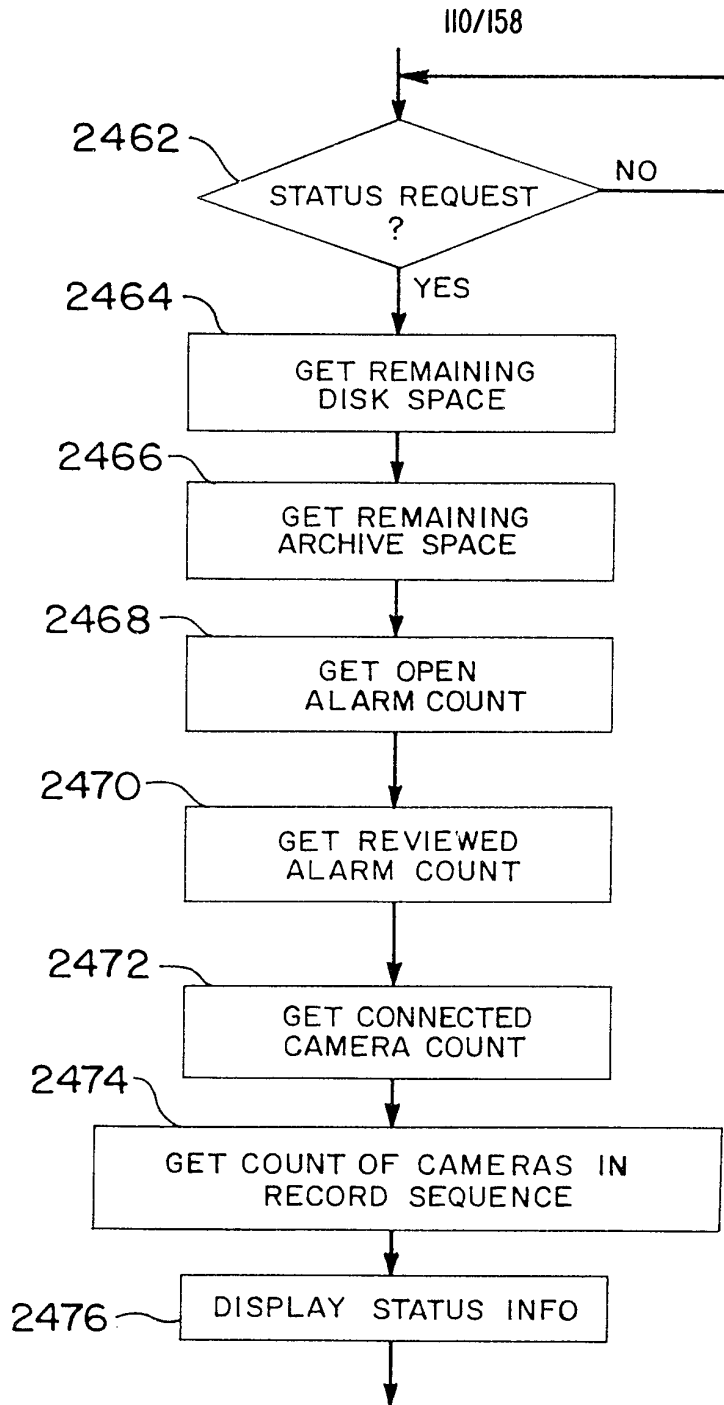 110/158
2462
STATUS REQUEST
?
NO
YES
2464
GET REMAINING
DISK SPACE
2466
GET REMAINING
ARCHIVE SPACE
2468
GET OPEN
ALARM COUNT
2470
GET REVIEWED
ALARM COUNT
2472
GET CONNECTED
CAMERA COUNT
2474
GET COUNT OF CAMERAS IN
RECORD SEQUENCE
2476
DISPLAY STATUS INFO